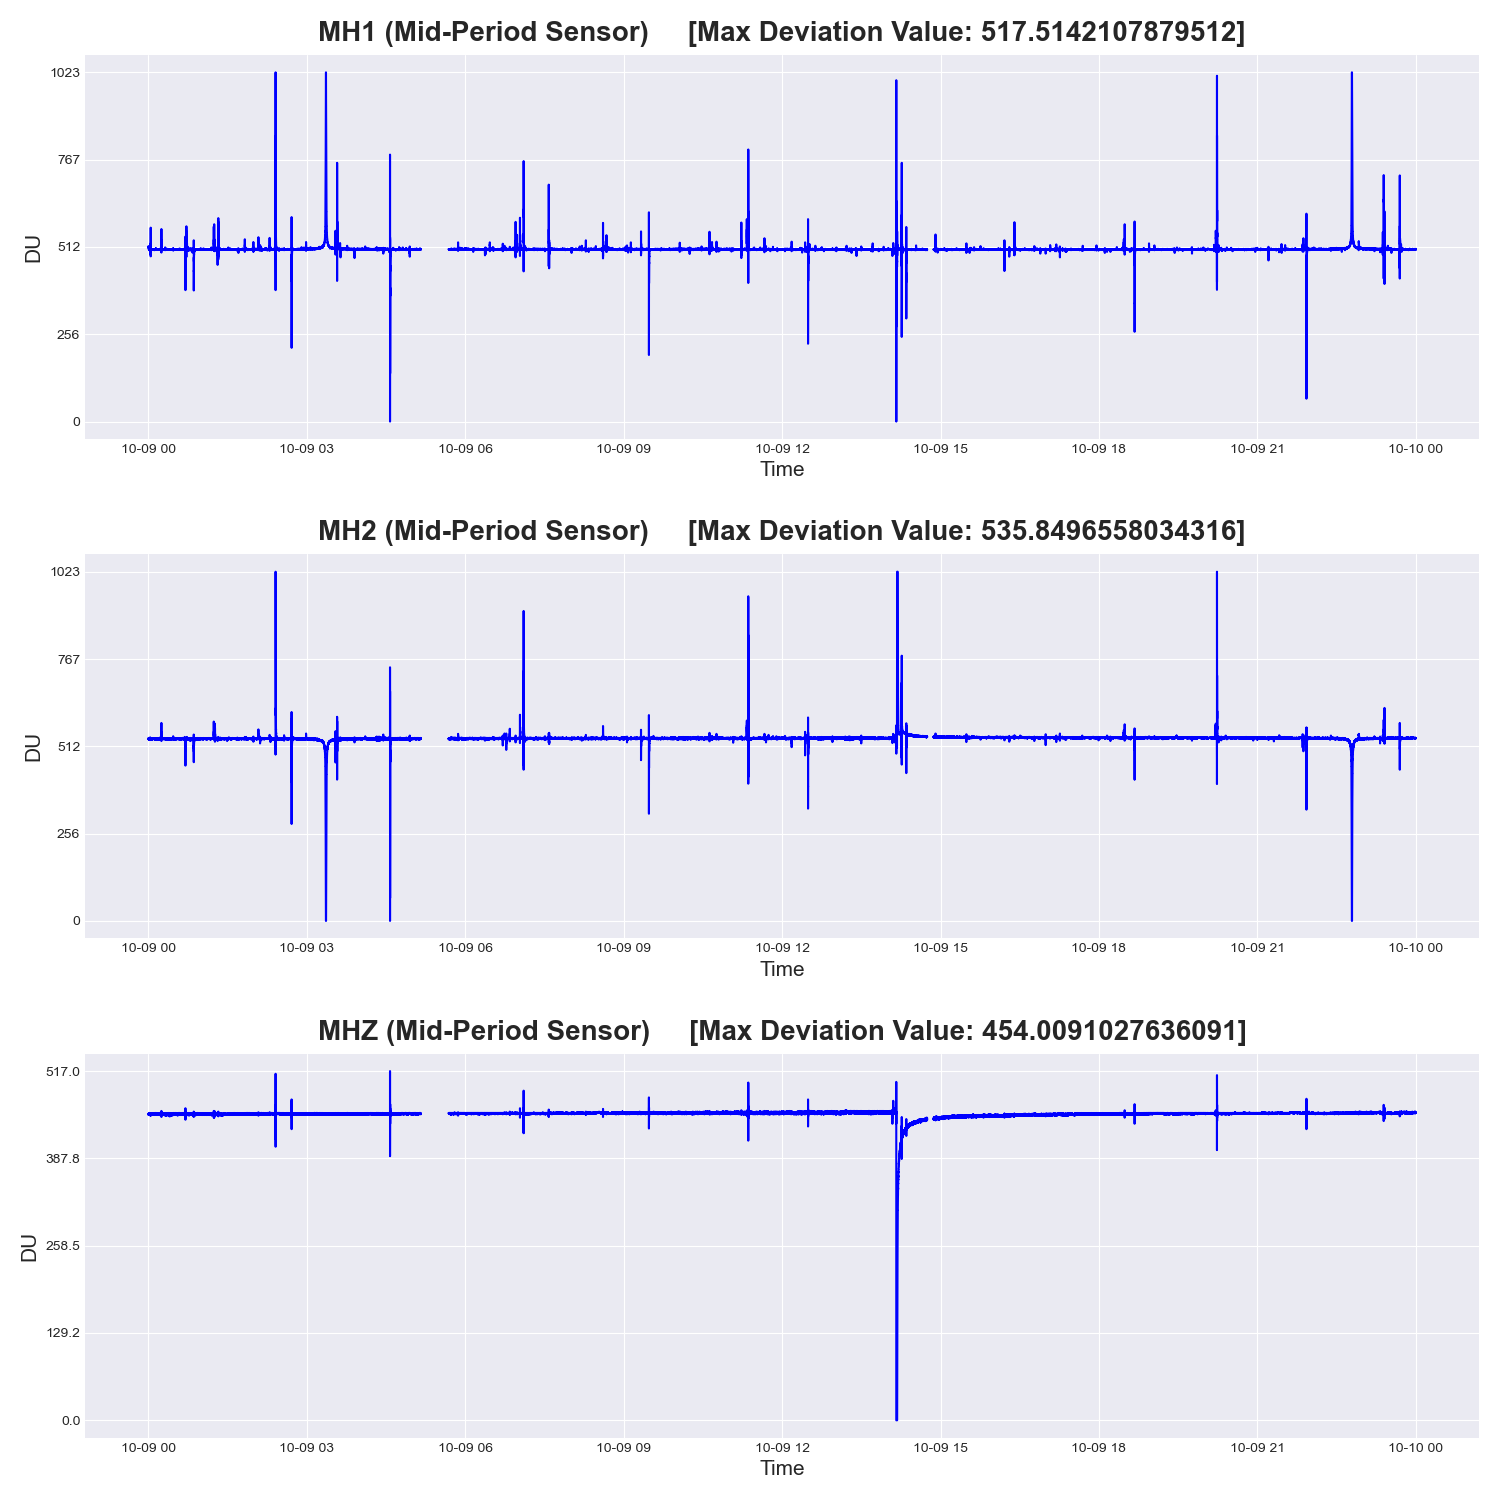 MH1 (Mid-Period Sensor) [Max Deviation Value: 517.5142107879512]
1023
767
512
256
0
DU
10-09 00 10-09 03 10-09 06 10-09 09 10-09 12 10-09 15 10-09 18 10-09 21 10-10 00
Time
MH2 (Mid-Period Sensor) [Max Deviation Value: 535.8496558034316]
1023
767
512
256
0
DU
10-09 00 10-09 03 10-09 06 10-09 09 10-09 12 10-09 15 10-09 18 10-09 21 10-10 00
Time
MHZ (Mid-Period Sensor) [Max Deviation Value: 454.0091027636091]
517.0
387.8
258.5
129.2
0.0
DU
10-09 00 10-09 03 10-09 06 10-09 09 10-09 12 10-09 15 10-09 18 10-09 21 10-10 00
Time